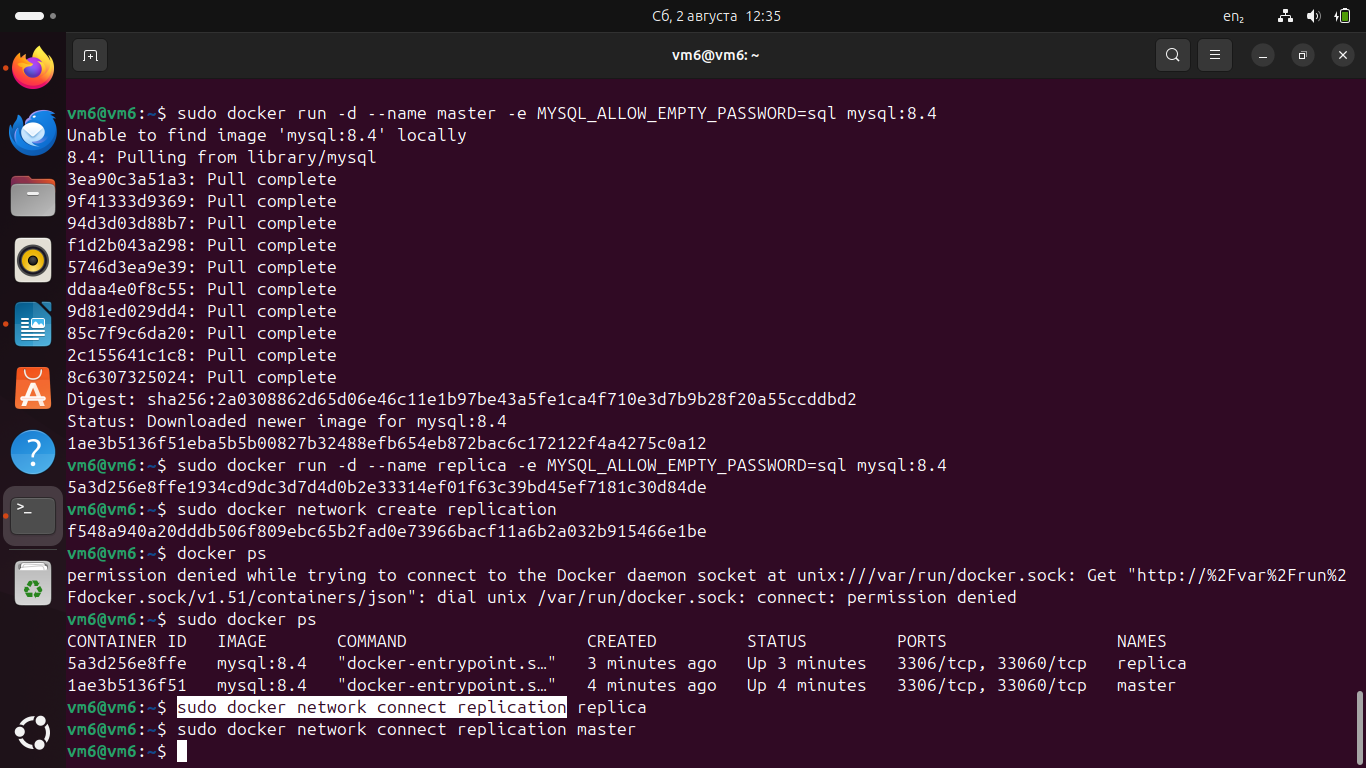 Сб, 2 августа 12:35
en₂
vm6@vm6: ~
vm6@vm6:~$ sudo docker run -d --name master -e MYSQL_ALLOW_EMPTY_PASSWORD=sql mysql:8.4
Unable to find image 'mysql:8.4' locally
8.4: Pulling from library/mysql
3ea90c3a51a3: Pull complete
9f41333d9369: Pull complete
94d3d03d88b7: Pull complete
f1d2b043a298: Pull complete
5746d3ea9e39: Pull complete
ddaa4e0f8c55: Pull complete
9d81ed029dd4: Pull complete
85c7f9c6da20: Pull complete
2c155641c1c8: Pull complete
8c6307325024: Pull complete
Digest: sha256:2a0308862d65d06e46c11e1b97be43a5fe1ca4f710e3d7b9b28f20a55ccddbd2
Status: Downloaded newer image for mysql:8.4
1ae3b5136f51eba5b5b00827b32488efb654eb872bac6c172122f4a4275c0a12
vm6@vm6:~$ sudo docker run -d --name replica -e MYSQL_ALLOW_EMPTY_PASSWORD=sql mysql:8.4
5a3d256e8ffe1934cd9dc3d7d4d0b2e33314ef01f63c39bd45ef7181c30d84de
vm6@vm6:~$ sudo docker network create replication
f548a940a20dddb506f809ebc65b2fad0e73966bacf11a6b2a032b915466e1be
vm6@vm6:~$ docker ps
permission denied while trying to connect to the Docker daemon socket at unix:///var/run/docker.sock: Get "http://%2Fvar%2Frun%2
Fdocker.sock/v1.51/containers/json": dial unix /var/run/docker.sock: connect: permission denied
vm6@vm6:~$ sudo docker ps
CONTAINER ID   IMAGE       COMMAND                  CREATED         STATUS         PORTS                 NAMES
5a3d256e8ffe   mysql:8.4   "docker-entrypoint.s…"   3 minutes ago   Up 3 minutes   3306/tcp, 33060/tcp   replica
1ae3b5136f51   mysql:8.4   "docker-entrypoint.s…"   4 minutes ago   Up 4 minutes   3306/tcp, 33060/tcp   master
vm6@vm6:~$ sudo docker network connect replication replica
vm6@vm6:~$ sudo docker network connect replication master
vm6@vm6:~$